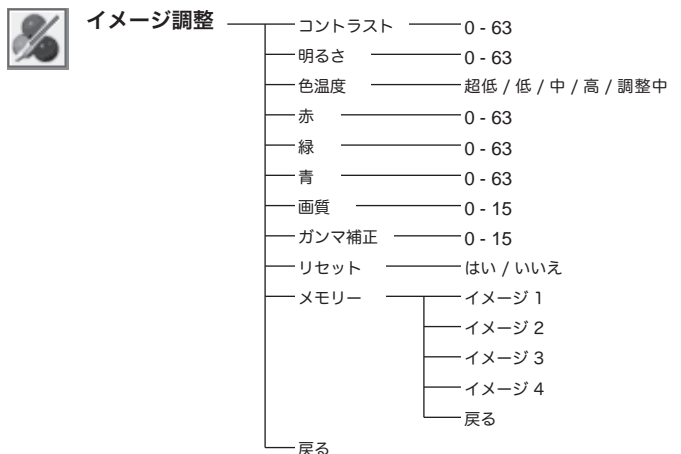 イメージ調整
コントラスト 0 - 63
明るさ 0 - 63
色温度 超低 / 低 / 中 / 高 / 調整中
赤 0 - 63
緑 0 - 63
青 0 - 63
画質 0 - 15
ガンマ補正 0 - 15
リセット はい / いいえ
メモリー イメージ 1
イメージ 2
イメージ 3
イメージ 4
戻る
戻る